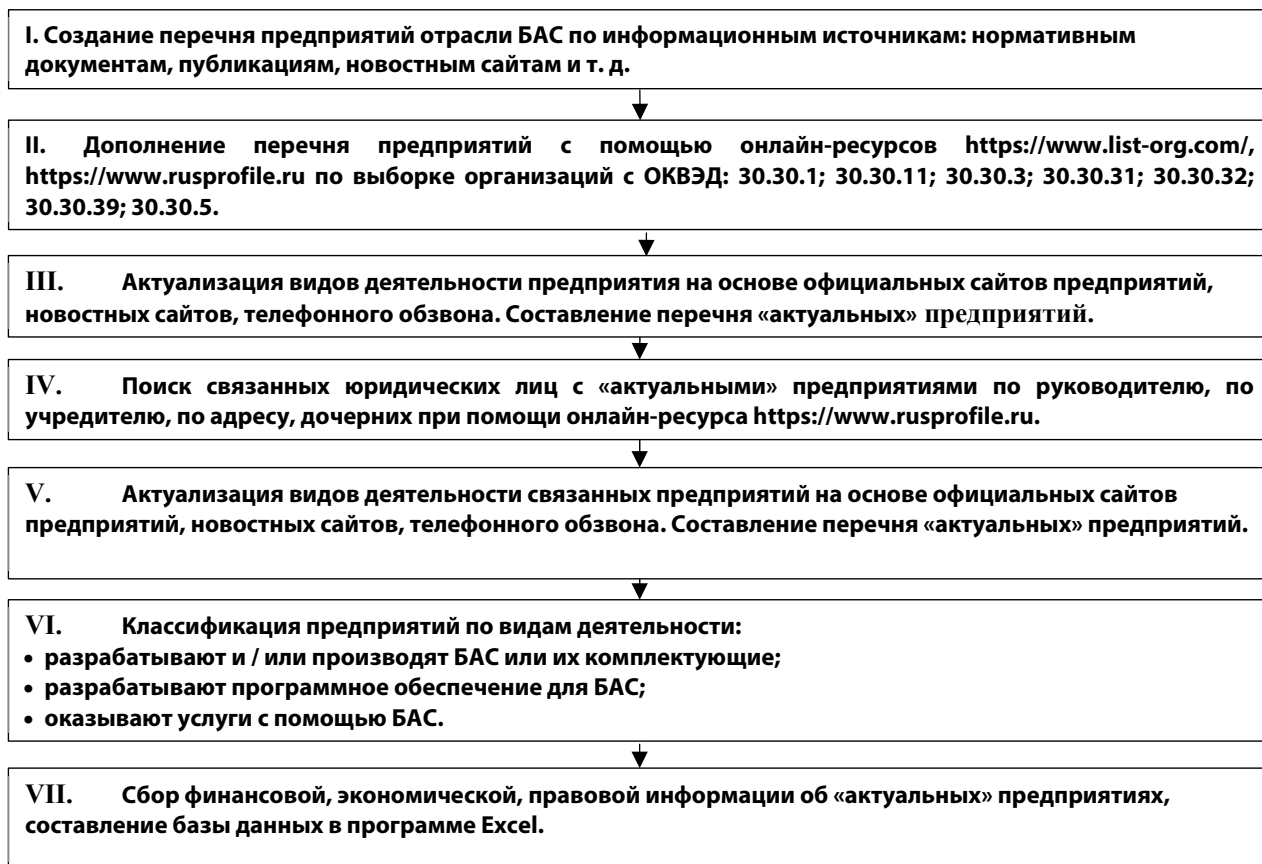 I. Создание перечня предприятий отрасли БАС по информационным источникам: нормативным
документам, публикациям, новостным сайтам и т. д.
II. Дополнение перечня предприятий с помощью онлайн-ресурсов https://www.list-org.com/,
https://www.rusprofile.ru по выборке организаций с ОКВЭД: 30.30.1; 30.30.11; 30.30.3; 30.30.31; 30.30.32;
30.30.39; 30.30.5.
III. Актуализация видов деятельности предприятия на основе официальных сайтов предприятий,
новостных сайтов, телефонного обзвона. Составление перечня «актуальных» предприятий.
IV. Поиск связанных юридических лиц с «актуальными» предприятиями по руководителю, по
учредителю, по адресу, дочерних при помощи онлайн-ресурса https://www.rusprofile.ru.
V. Актуализация видов деятельности связанных предприятий на основе официальных сайтов
предприятий, новостных сайтов, телефонного обзвона. Составление перечня «актуальных» предприятий.
VI. Классификация предприятий по видам деятельности:
• разрабатывают и / или производят БАС или их комплектующие;
• разрабатывают программное обеспечение для БАС;
• оказывают услуги с помощью БАС.
VII. Сбор финансовой, экономической, правовой информации об «актуальных» предприятиях,
составление базы данных в программе Excel.